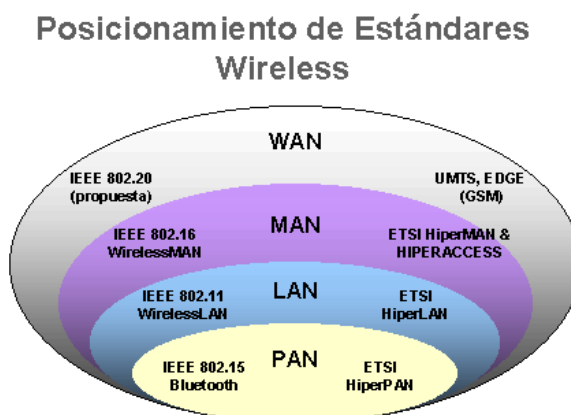 Posicionamiento de Estándares
Wireless
WAN
IEEE 802.20
(propuesta)
UMTS, EDGE
(GSM)
MAN
IEEE 802.16
WirelessMAN
ETSI HiperMAN &
HIPERACCESS
LAN
IEEE 802.11
WirelessLAN
ETSI
HiperLAN
PAN
IEEE 802.15
Bluetooth
ETSI
HiperPAN